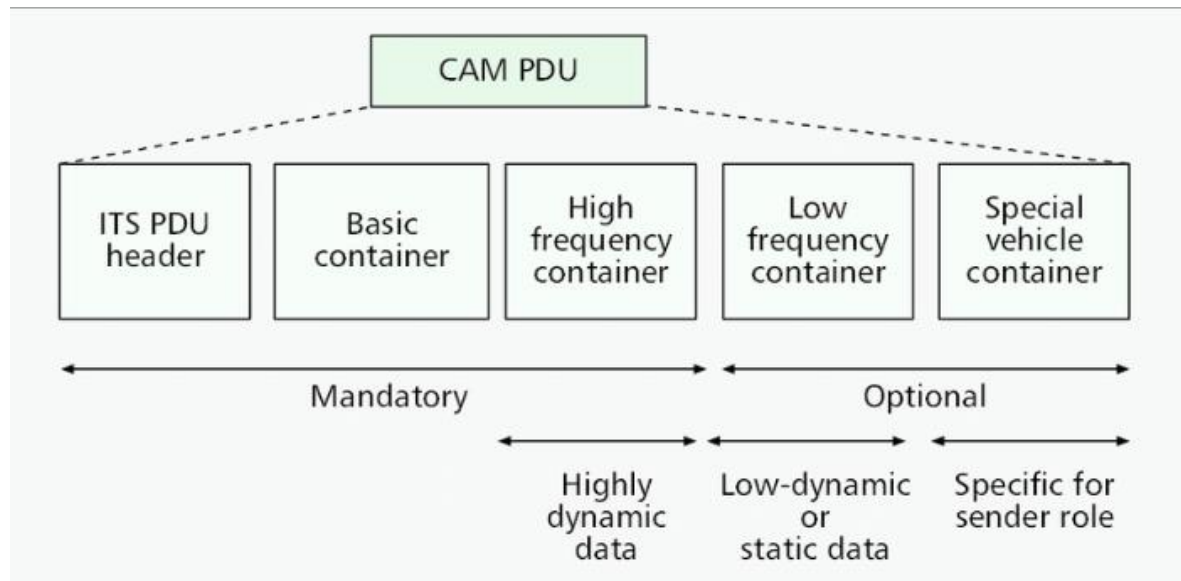 CAM PDU
ITS PDU
header
Basic
container
High
frequency
container
Low
frequency
container
Special
vehicle
container
Mandatory
Optional
Highly
dynamic
data
Low-dynamic
or
static data
Specific for
sender role